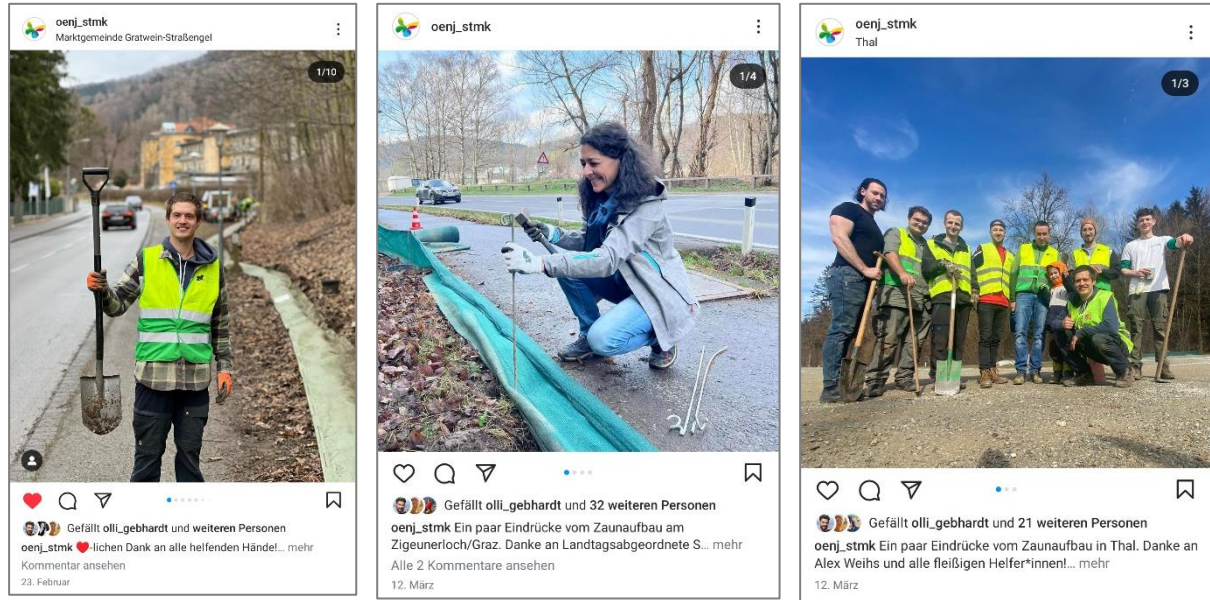 oenj_stmk
Marktgemeinde Gratwein-Straßengel
1/10
Gefällt olli_gebhardt und weiteren Personen
oenj_stmk ❤-lichen Dank an alle helfenden Hände!... mehr
Kommentar ansehen
23. Februar
oenj_stmk
1/4
Gefällt olli_gebhardt und 32 weiteren Personen
oenj_stmk Ein paar Eindrücke vom Zaunaufbau am
Zigeunerloch/Graz. Danke an Landtagsabgeordnete S... mehr
Alle 2 Kommentare ansehen
12. März
oenj_stmk
Thal
1/3
Gefällt olli_gebhardt und 21 weiteren Personen
oenj_stmk Ein paar Eindrücke vom Zaunaufbau in Thal. Danke an
Alex Weihs und alle fleißigen Helfer*innen!... mehr
12. März